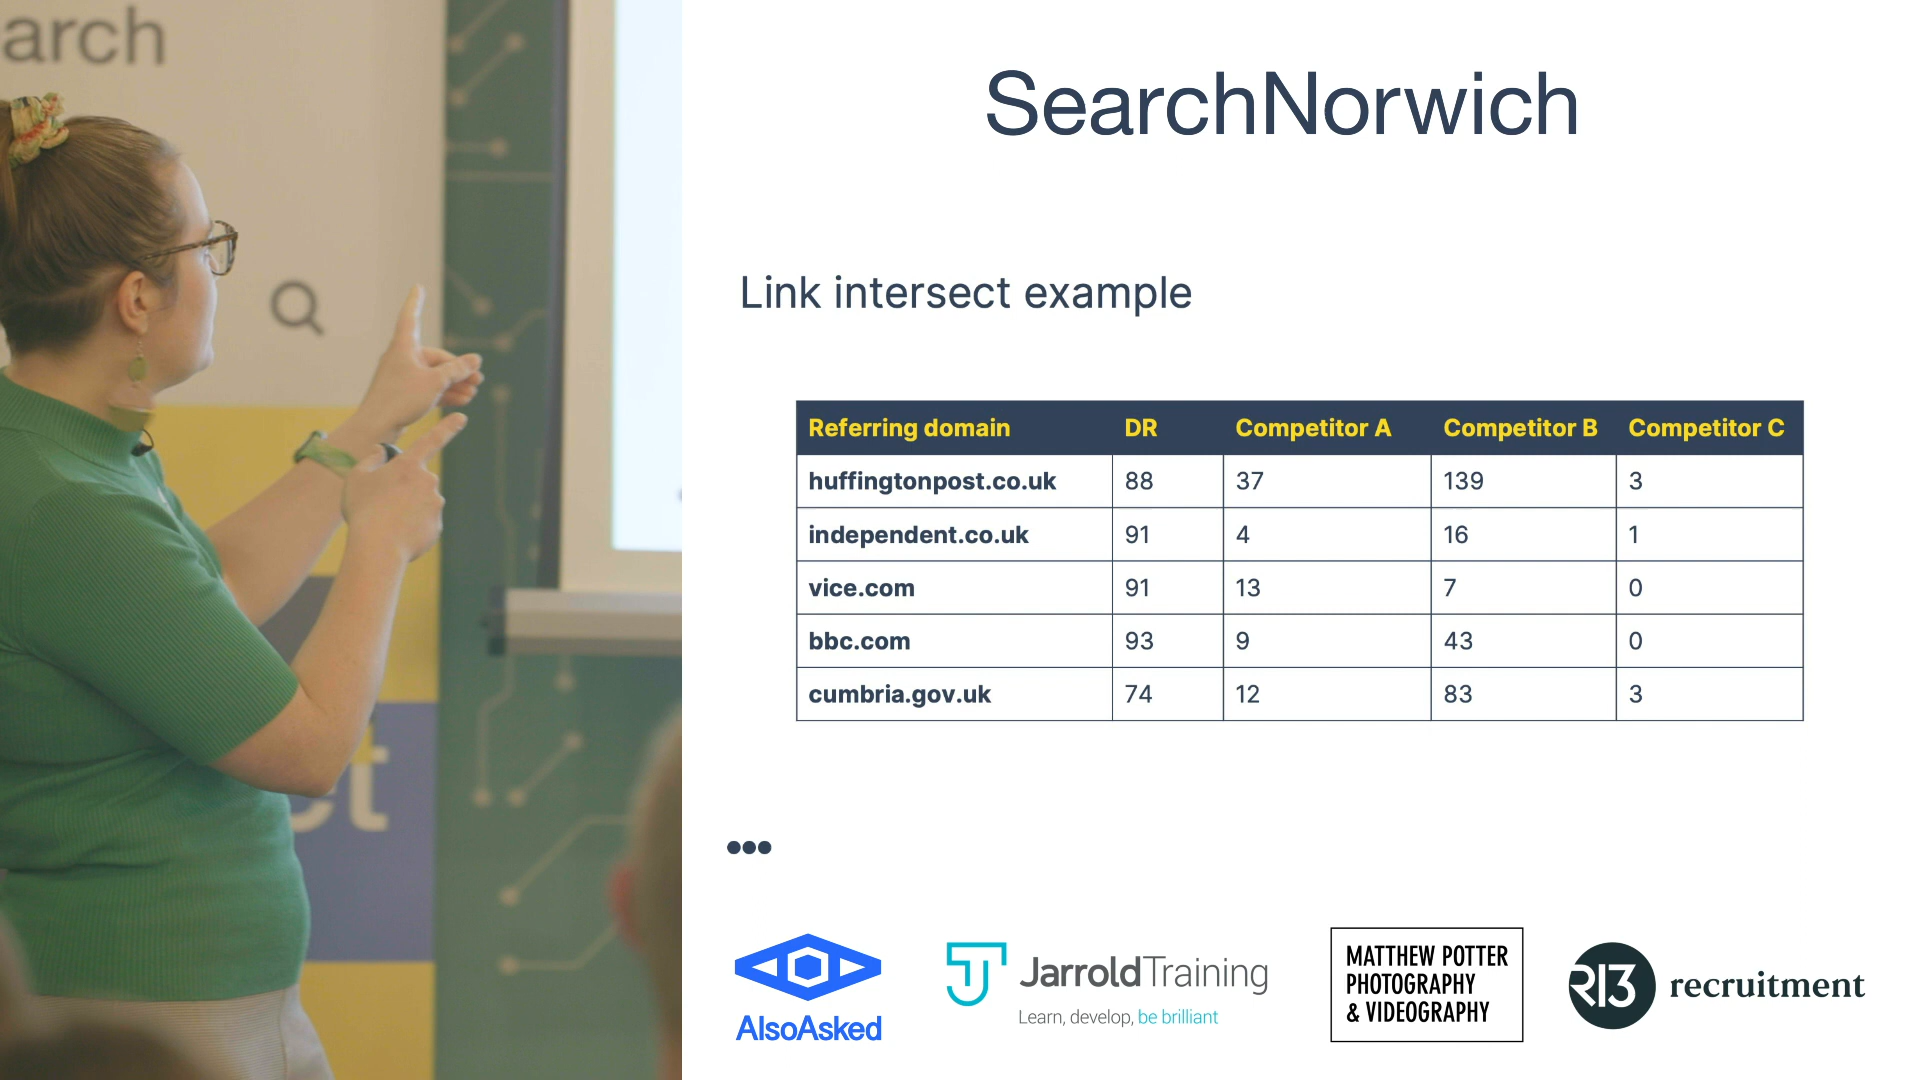 arch
ct
SearchNorwich
Link intersect example
Referring domain DR Competitor A Competitor B Competitor C
huffingtonpost.co.uk 88 37 139 3
independent.co.uk 91 4 16 1
vice.com 91 13 7 0
bbc.com 93 9 43 0
cumbria.gov.uk 74 12 83 3
AlsoAsked
JarroldTraining
Learn, develop, be brilliant
MATTHEW POTTER
PHOTOGRAPHY
& VIDEOGRAPHY
R13 recruitment